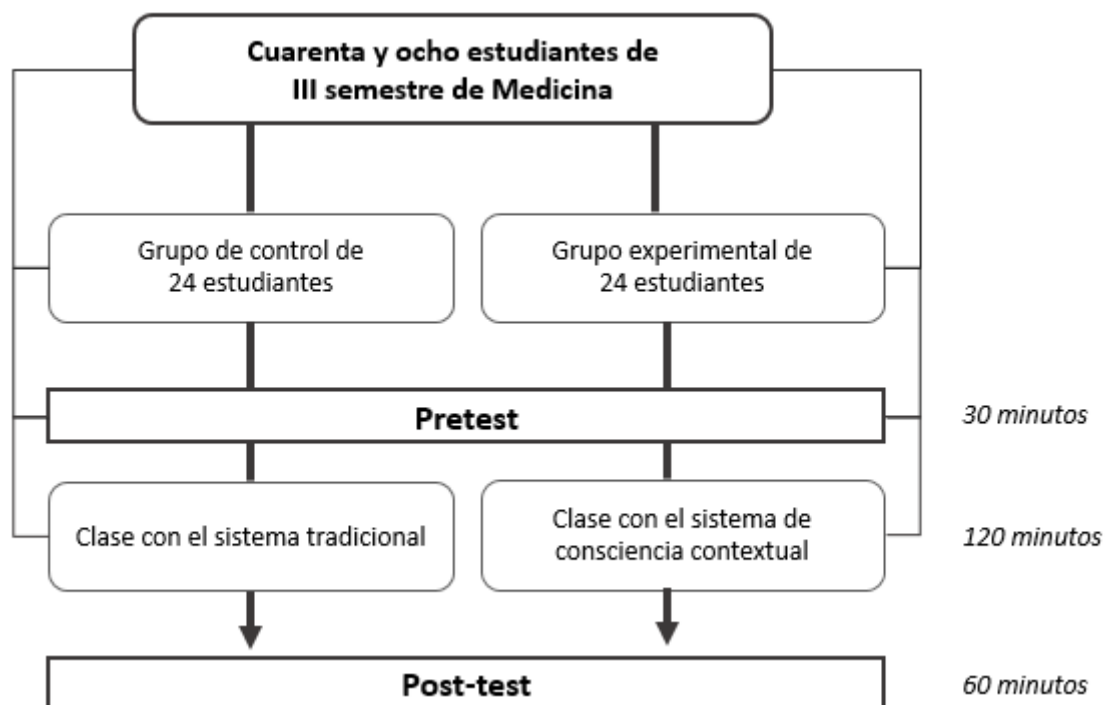 Cuarenta y ocho estudiantes de
III semestre de Medicina
Grupo de control de
24 estudiantes
Grupo experimental de
24 estudiantes
Pretest
30 minutos
Clase con el sistema tradicional
Clase con el sistema de
consciencia contextual
120 minutos
Post-test
60 minutos